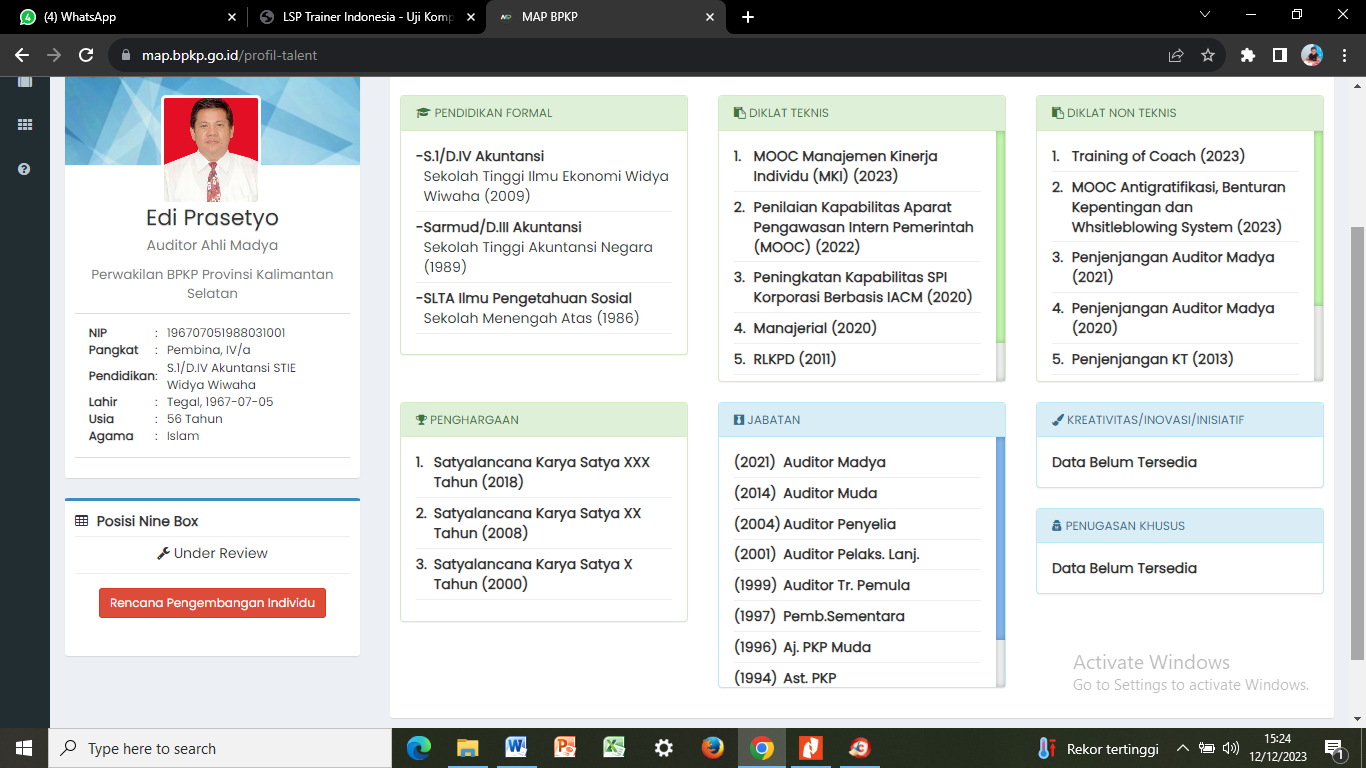 (4) WhatsApp
LSP Trainer Indonesia - Uji Komp
MAP BPKP
map.bpkp.go.id/profil-talent
Edi Prasetyo
Auditor Ahli Madya
Perwakilan BPKP Provinsi Kalimantan
Selatan
NIP : 196707051988031001
Pangkat : Pembina, IV/a
Pendidikan: S.1/D.IV Akuntansi STIE
Widya Wiwaha
Lahir : Tegal, 1967-07-05
Usia : 56 Tahun
Agama : Islam
Posisi Nine Box
Under Review
Rencana Pengembangan Individu
PENDIDIKAN FORMAL
-S.1/D.IV Akuntansi
Sekolah Tinggi Ilmu Ekonomi Widya
Wiwaha (2009)
-Sarmud/D.III Akuntansi
Sekolah Tinggi Akuntansi Negara
(1989)
-SLTA Ilmu Pengetahuan Sosial
Sekolah Menengah Atas (1986)
DIKLAT TEKNIS
1. MOOC Manajemen Kinerja
Individu (MKI) (2023)
2. Penilaian Kapabilitas Aparat
Pengawasan Intern Pemerintah
(MOOC) (2022)
3. Peningkatan Kapabilitas SPI
Korporasi Berbasis IACM (2020)
4. Manajerial (2020)
5. RLKPD (2011)
DIKLAT NON TEKNIS
1. Training of Coach (2023)
2. MOOC Antigratifikasi, Benturan
Kepentingan dan
Whsitleblowing System (2023)
3. Penjenjangan Auditor Madya
(2021)
4. Penjenjangan Auditor Madya
(2020)
5. Penjenjangan KT (2013)
PENGHARGAAN
1. Satyalancana Karya Satya XXX
Tahun (2018)
2. Satyalancana Karya Satya XX
Tahun (2008)
3. Satyalancana Karya Satya X
Tahun (2000)
JABATAN
(2021) Auditor Madya
(2014) Auditor Muda
(2004) Auditor Penyelia
(2001) Auditor Pelaks. Lanj.
(1999) Auditor Tr. Pemula
(1997) Pemb.Sementara
(1996) Aj. PKP Muda
(1994) Ast. PKP
KREATIVITAS/INOVASI/INISIATIF
Data Belum Tersedia
PENUGASAN KHUSUS
Data Belum Tersedia
Activate Windows
Go to Settings to activate Windows.
Type here to search
Rekor tertinggi
15:24
12/12/2023
1